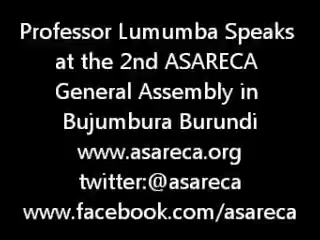 Professor Lumumba Speaks
at the 2nd ASARECA
General Assembly in
Bujumbura Burundi
www.asareca.org
twitter:@asareca
www.facebook.com/asareca